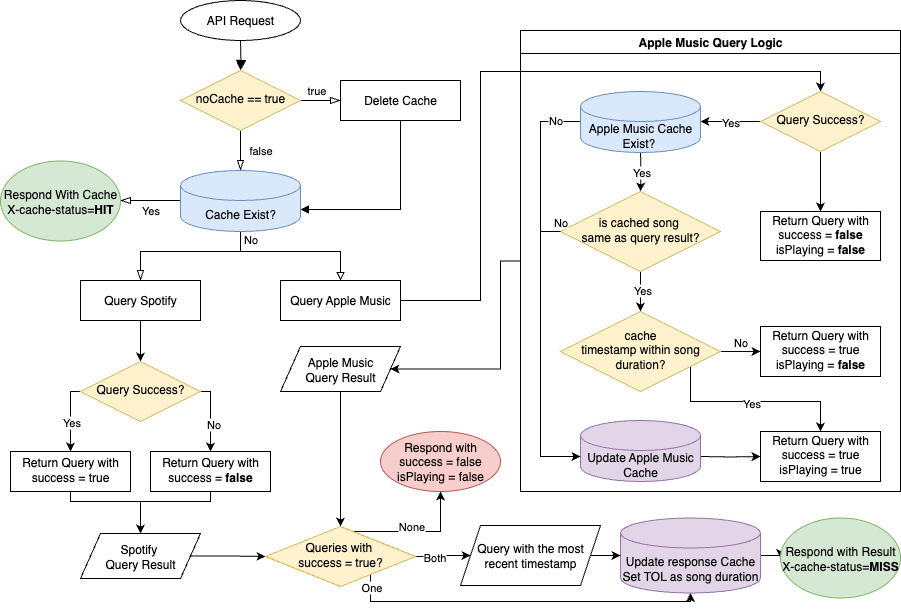 API Request
Apple Music Query Logic
noCache == true
true
Delete Cache
false
Cache Exist?
Respond With Cache
X-cache-status=HIT
Yes
No
Query Spotify
Query Apple Music
Query Success?
Yes
No
Return Query with
success = true
Return Query with
success = false
Spotify
Query Result
Apple Music
Query Result
Query Success?
Yes
Apple Music Cache
Exist?
No
Yes
Return Query with
success = false
isPlaying = false
is cached song
same as query result?
No
Yes
cache
timestamp within song
duration?
No
Return Query with
success = true
isPlaying = false
Yes
Update Apple Music
Cache
Return Query with
success = true
isPlaying = true
Respond with
success = false
isPlaying = false
None
Queries with
success = true?
Both
One
Query with the most
recent timestamp
Update response Cache
Set TOL as song duration
Respond with Result
X-cache-status=MISS